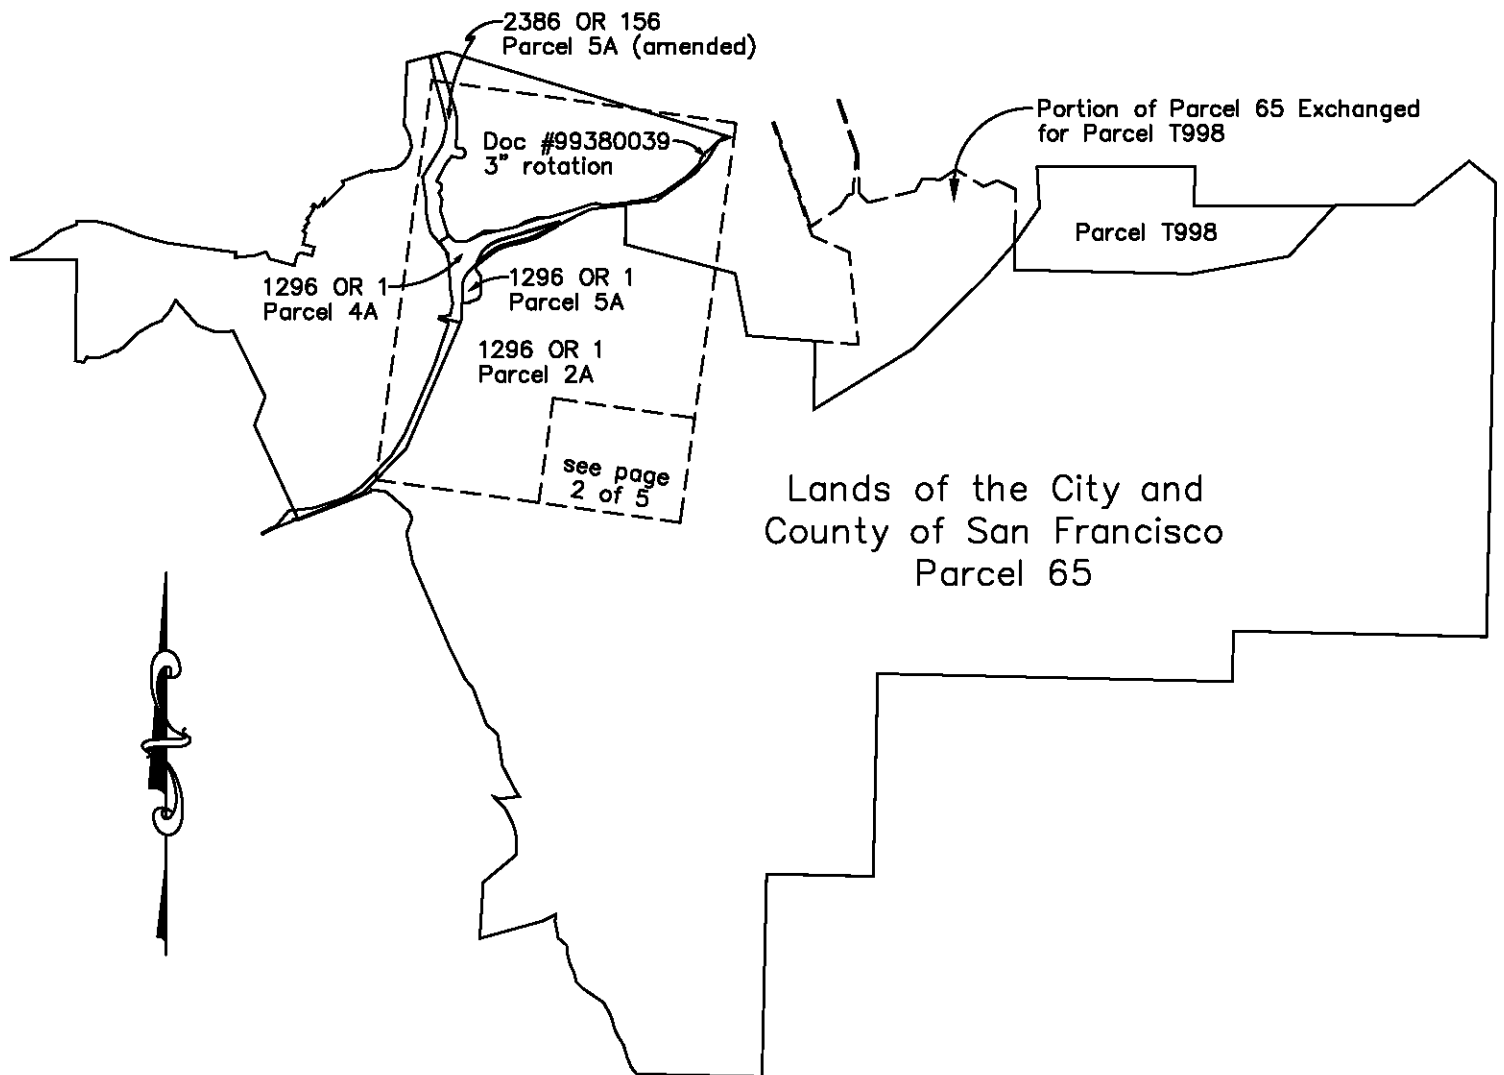 2386 OR 156
Parcel 5A (amended)
Portion of Parcel 65 Exchanged
for Parcel T998
Doc #99380039
3" rotation
Parcel T998
1296 OR 1
Parcel 4A
1296 OR 1
Parcel 5A
1296 OR 1
Parcel 2A
see page
2 of 5
Lands of the City and
County of San Francisco
Parcel 65